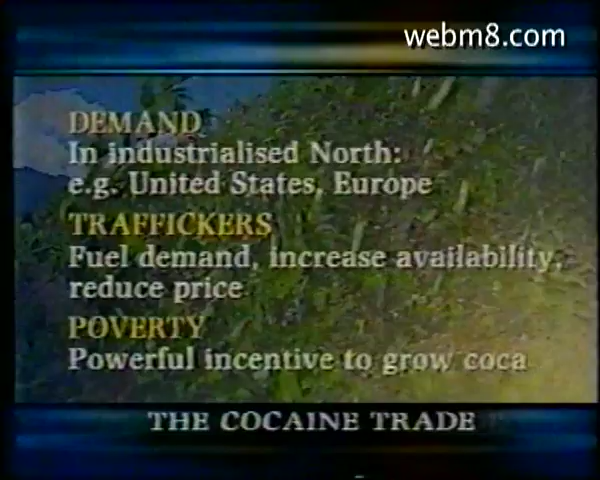 webm8.com
DEMAND
In industrialised North:
e.g. United States, Europe
TRAFFICKERS
Fuel demand, increase availability,
reduce price
POVERTY
Powerful incentive to grow coca
THE COCAINE TRADE